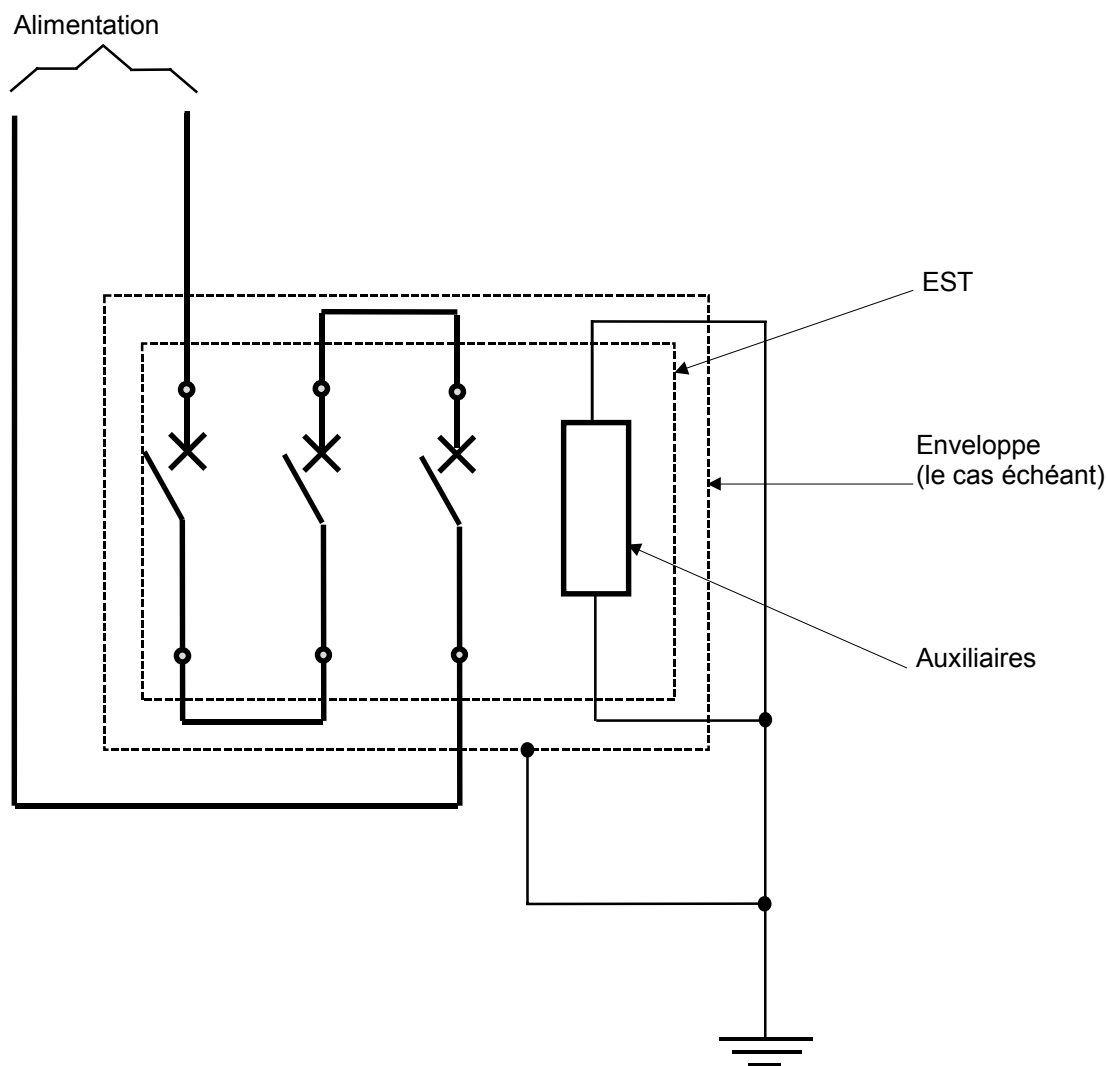 Alimentation
EST
Enveloppe
(le cas échéant)
Auxiliaires